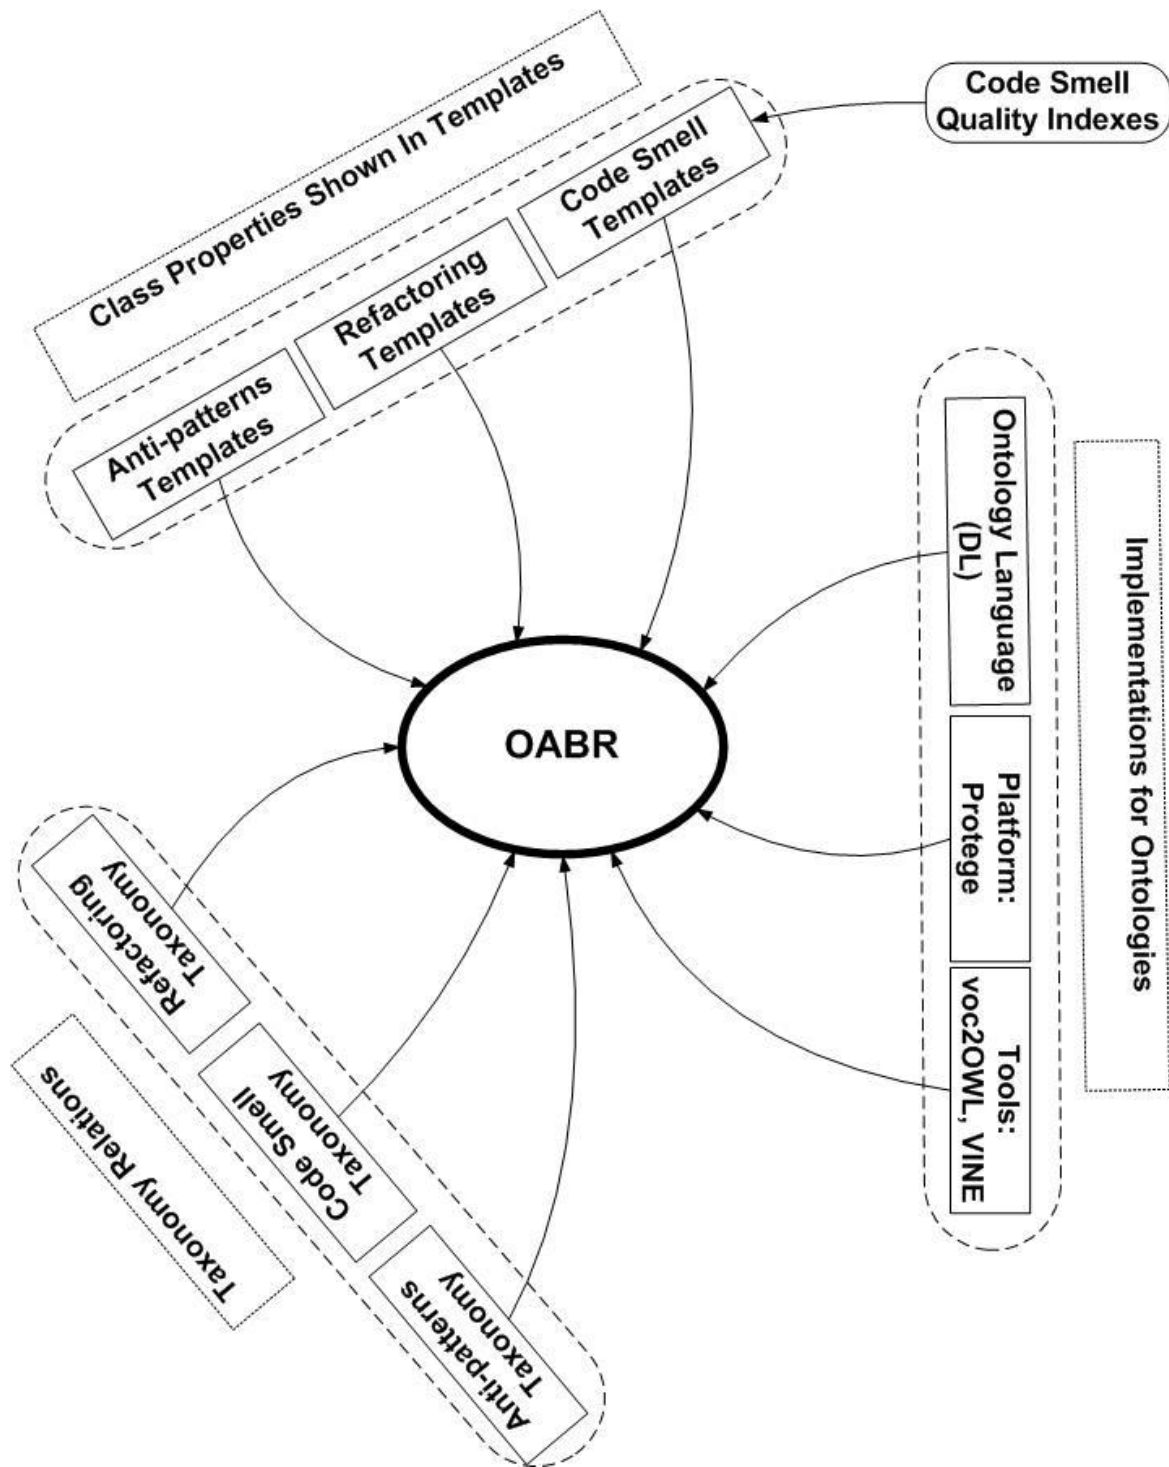 Code Smell
Quality Indexes
Class Properties Shown In Templates
Code Smell
Templates
Refactoring
Templates
Anti-patterns
Templates
Ontology Language
(DL)
Platform:
Protege
Tools:
voc2OWL, VINE
Implementations for Ontologies
OABR
Refactoring
Taxonomy
Code Smell
Taxonomy
Anti-patterns
Taxonomy
Taxonomy Relations